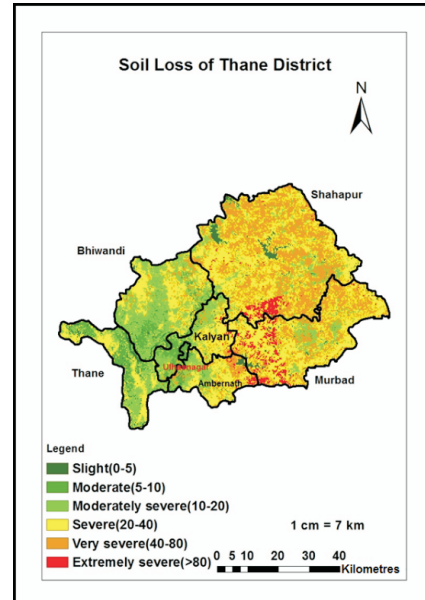 Soil Loss of Thane District
N
Shahapur
Bhiwandi
Kalyan
Ulhasnagar
Thane
Ambernath
Murbad
Legend
Slight(0-5)
Moderate(5-10)
Moderately severe(10-20)
Severe(20-40)
1 cm = 7 km
Very severe(40-80)
0 5 10 20 30 40
Kilometres
Extremely severe(>80)